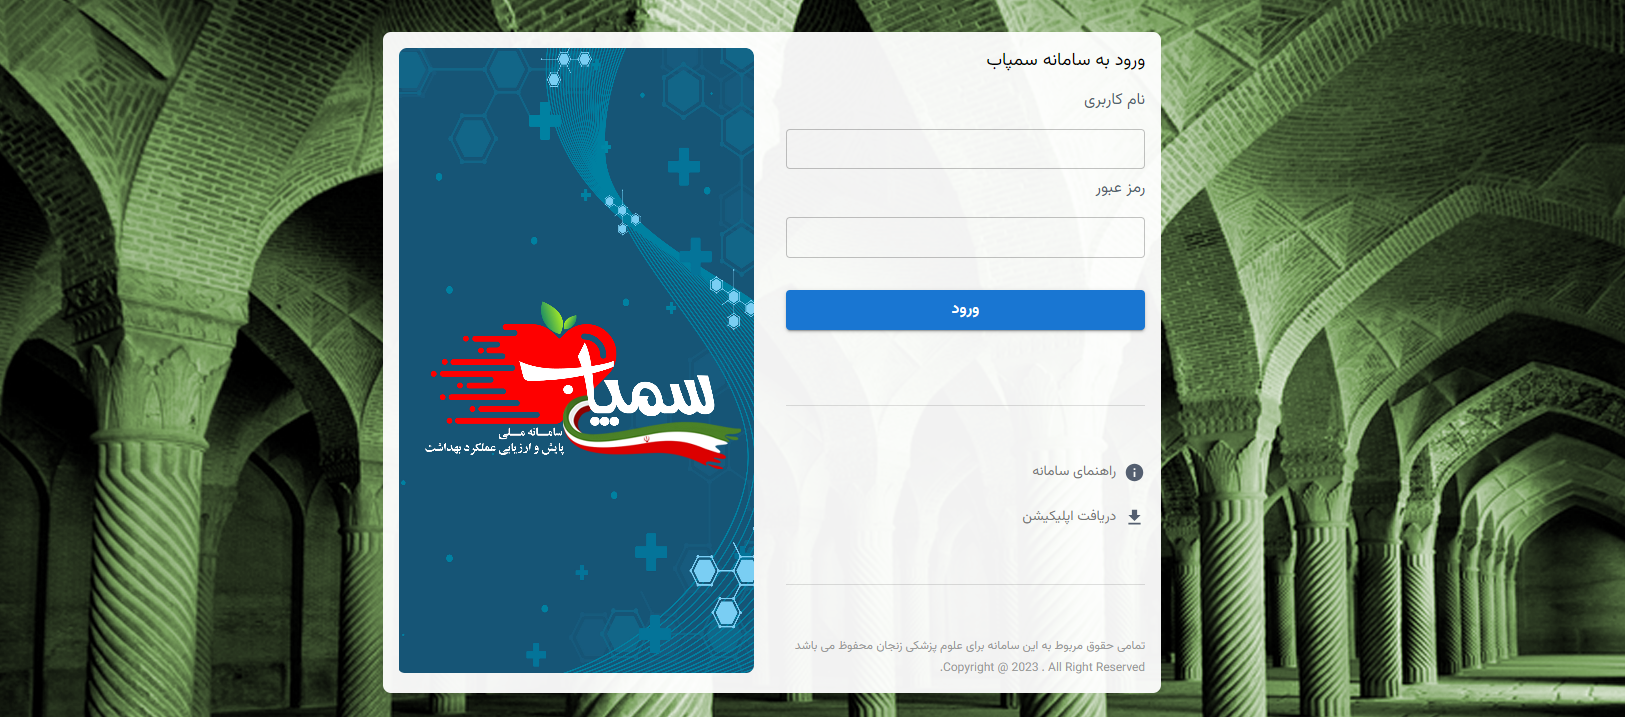 ورود به سامانه سمپاب
نام کاربری
رمز عبور
ورود
راهنمای سامانه
دریافت اپلیکیشن
تمامی حقوق مربوط به این سامانه برای علوم پزشکی زنجان محفوظ می باشد
Copyright @ 2023 . All Right Reserved.
سمپاب
سامانه ملی
پایش و ارزیابی عملکرد بهداشت